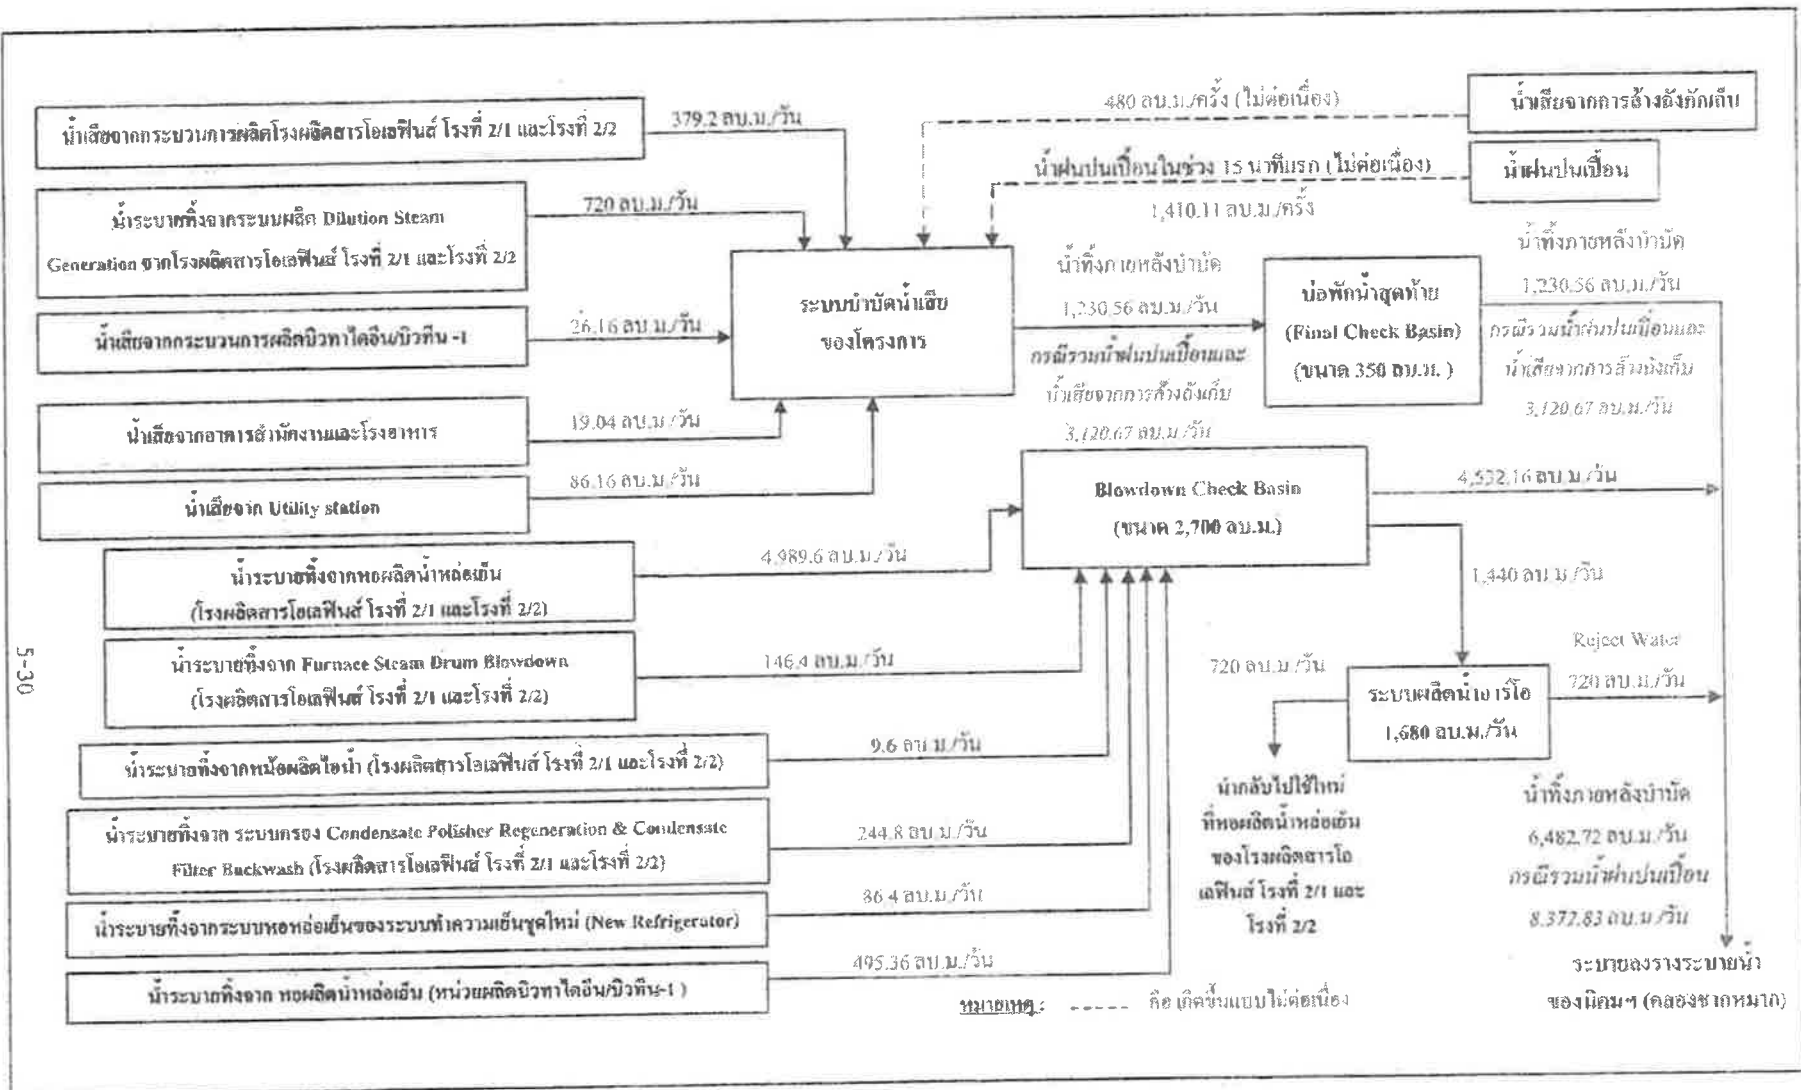 น้ำเสียจากกระบวนการผลิตโรงผลิตสารโอเลฟินส์ โรงที่ 2/1 และโรงที่ 2/2
379.2 ลบ.ม./วัน
480 ลบ.ม./ครั้ง (ไม่ต่อเนื่อง)
น้ำเสียจากการล้างถังกักเก็บ
น้ำฝนปนเปื้อนในช่วง 15 นาทีแรก (ไม่ต่อเนื่อง)
1,410.11 ลบ.ม./ครั้ง
น้ำฝนปนเปื้อน
น้ำระบายทิ้งจากระบบผลิต Dilution Steam
Generation จากโรงผลิตสารโอเลฟินส์ โรงที่ 2/1 และโรงที่ 2/2
720 ลบ.ม./วัน
น้ำเสียจากกระบวนการผลิตบิวทาไดอีน/บิวทีน -1
26.16 ลบ.ม./วัน
น้ำเสียจากอาคารสำนักงานและโรงอาหาร
19.04 ลบ.ม./วัน
น้ำเสียจาก Utility station
86.16 ลบ.ม./วัน
ระบบบำบัดน้ำเสีย
ของโครงการ
น้ำทิ้งภายหลังบำบัด
1,230.56 ลบ.ม./วัน
กรณีรวมน้ำฝนปนเปื้อนและ
น้ำเสียจากการล้างถังเก็บ
3,120.67 ลบ.ม./วัน
บ่อพักน้ำสุดท้าย
(Final Check Basin)
(ขนาด 350 ลบ.ม. )
น้ำทิ้งภายหลังบำบัด
1,230.56 ลบ.ม./วัน
กรณีรวมน้ำฝนปนเปื้อนและ
น้ำเสียจากการล้างถังเก็บ
3,120.67 ลบ.ม./วัน
น้ำระบายทิ้งจากหอผลิตน้ำหล่อเย็น
(โรงผลิตสารโอเลฟินส์ โรงที่ 2/1 และโรงที่ 2/2)
4,989.6 ลบ.ม./วัน
Blowdown Check Basin
(ขนาด 2,700 ลบ.ม.)
4,532.16 ลบ.ม./วัน
1,440 ลบ.ม./วัน
น้ำระบายทิ้งจาก Furnace Steam Drum Blowdown
(โรงผลิตสารโอเลฟินส์ โรงที่ 2/1 และโรงที่ 2/2)
146.4 ลบ.ม./วัน
720 ลบ.ม./วัน
ระบบผลิตน้ำอาร์โอ
1,680 ลบ.ม./วัน
Reject Water
720 ลบ.ม./วัน
น้ำระบายทิ้งจากหม้อผลิตไอน้ำ (โรงผลิตสารโอเลฟินส์ โรงที่ 2/1 และโรงที่ 2/2)
9.6 ลบ.ม./วัน
น้ำระบายทิ้งจาก ระบบกรอง Condensate Polisher Regeneration & Condensate
Filter Backwash (โรงผลิตสารโอเลฟินส์ โรงที่ 2/1 และโรงที่ 2/2)
244.8 ลบ.ม./วัน
น้ำระบายทิ้งจากระบบหอหล่อเย็นของระบบทำความเย็นชุดใหม่ (New Refrigerator)
86.4 ลบ.ม./วัน
น้ำระบายทิ้งจาก หอผลิตน้ำหล่อเย็น (หน่วยผลิตบิวทาไดอีน/บิวทีน-1 )
495.36 ลบ.ม./วัน
นำกลับไปใช้ใหม่
ที่หอผลิตน้ำหล่อเย็น
ของโรงผลิตสารโอ
เลฟินส์ โรงที่ 2/1 และ
โรงที่ 2/2
น้ำทิ้งภายหลังบำบัด
6,482.72 ลบ.ม./วัน
กรณีรวมน้ำฝนปนเปื้อน
8,372.83 ลบ.ม./วัน
ระบายลงรางระบายน้ำ
ของนิคมฯ (คลองชากหมาก)
หมายเหตุ : ----- คือ เกิดขึ้นแบบไม่ต่อเนื่อง
5-30